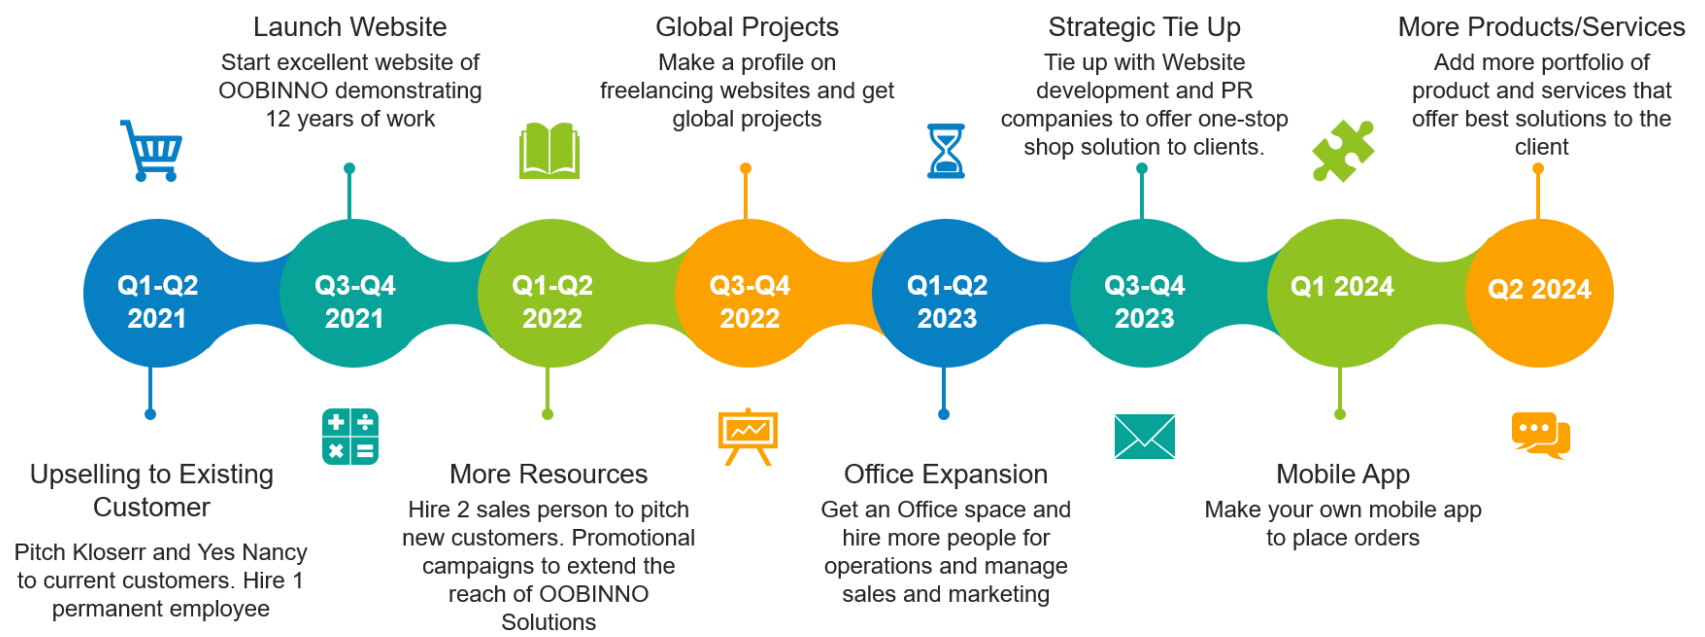 Launch Website
Start excellent website of
OOBINNO demonstrating
12 years of work
Global Projects
Make a profile on
freelancing websites and get
global projects
Strategic Tie Up
Tie up with Website
development and PR
companies to offer one-stop
shop solution to clients.
More Products/Services
Add more portfolio of
product and services that
offer best solutions to the
client
Q1-Q2
2021
Q3-Q4
2021
Q1-Q2
2022
Q3-Q4
2022
Q1-Q2
2023
Q3-Q4
2023
Q1 2024
Q2 2024
Upselling to Existing
Customer
Pitch Kloserr and Yes Nancy
to current customers. Hire 1
permanent employee
More Resources
Hire 2 sales person to pitch
new customers. Promotional
campaigns to extend the
reach of OOBINNO
Solutions
Office Expansion
Get an Office space and
hire more people for
operations and manage
sales and marketing
Mobile App
Make your own mobile app
to place orders